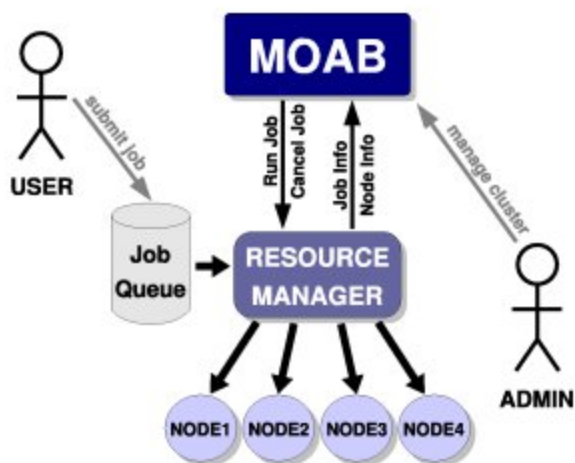 MOAB
submit job
USER
Run Job
Cancel Job
Job Info
Node Info
manage cluster
Job
Queue
RESOURCE
MANAGER
ADMIN
NODE1
NODE2
NODE3
NODE4